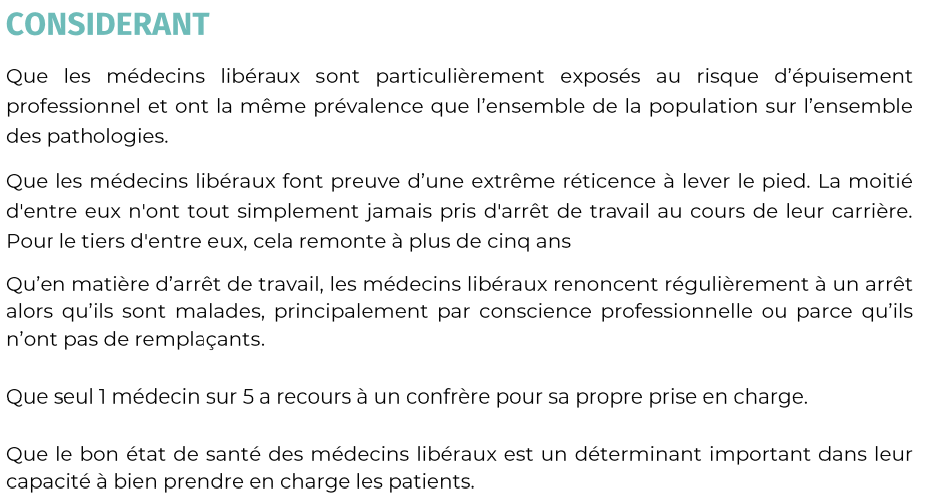 CONSIDERANT
Que les médecins libéraux sont particulièrement exposés au risque d’épuisement
professionnel et ont la même prévalence que l’ensemble de la population sur l’ensemble
des pathologies.
Que les médecins libéraux font preuve d’une extrême réticence à lever le pied. La moitié
d'entre eux n'ont tout simplement jamais pris d'arrêt de travail au cours de leur carrière.
Pour le tiers d'entre eux, cela remonte à plus de cinq ans
Qu’en matière d’arrêt de travail, les médecins libéraux renoncent régulièrement à un arrêt
alors qu’ils sont malades, principalement par conscience professionnelle ou parce qu’ils
n’ont pas de remplaçants.
Que seul 1 médecin sur 5 a recours à un confrère pour sa propre prise en charge.
Que le bon état de santé des médecins libéraux est un déterminant important dans leur
capacité à bien prendre en charge les patients.